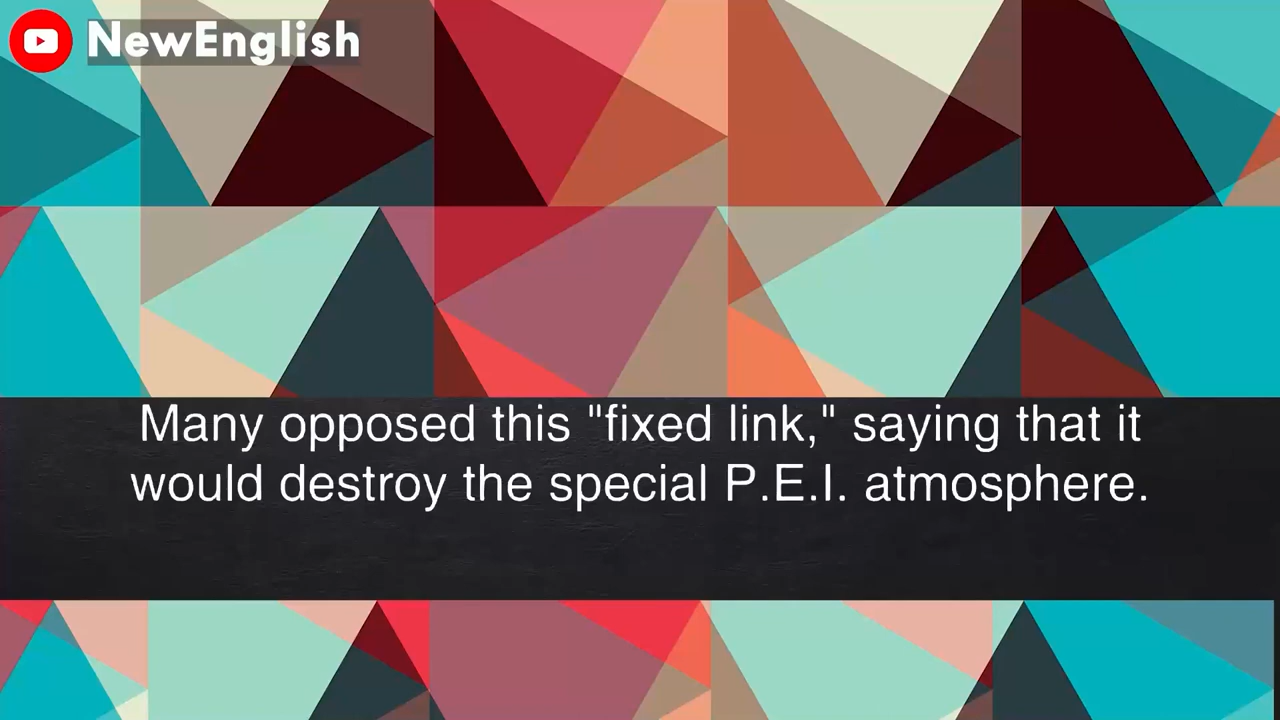 NewEnglish
Many opposed this "fixed link," saying that it
would destroy the special P.E.I. atmosphere.